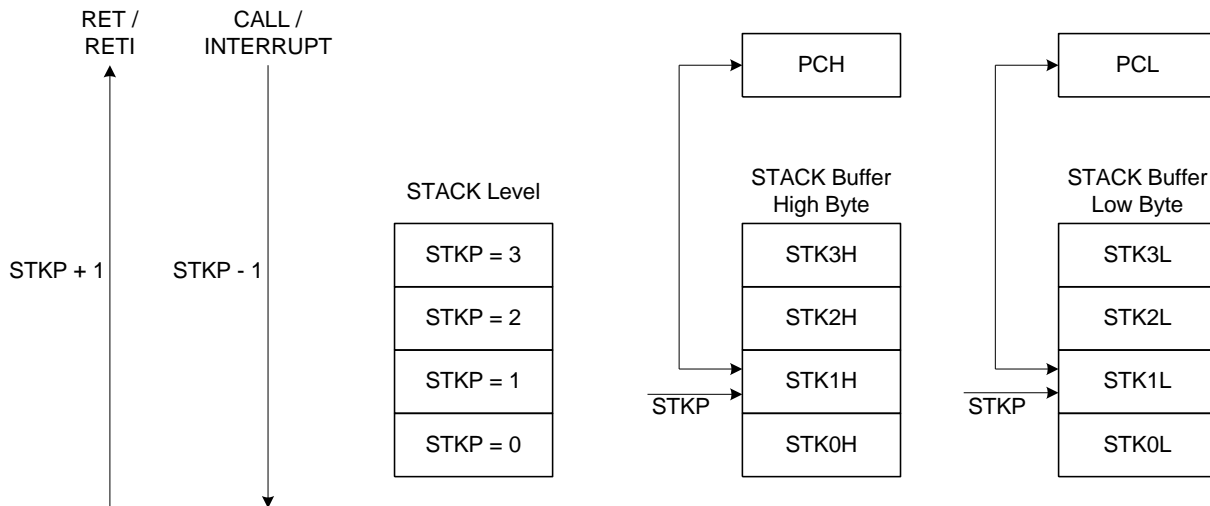 RET /
RETI
CALL /
INTERRUPT
PCH
PCL
STACK Level
STACK Buffer
High Byte
STACK Buffer
Low Byte
STKP + 1
STKP - 1
STKP = 3
STKP = 2
STKP = 1
STKP = 0
STK3H
STK2H
STK1H
STK0H
STKP
STK3L
STK2L
STK1L
STK0L
STKP